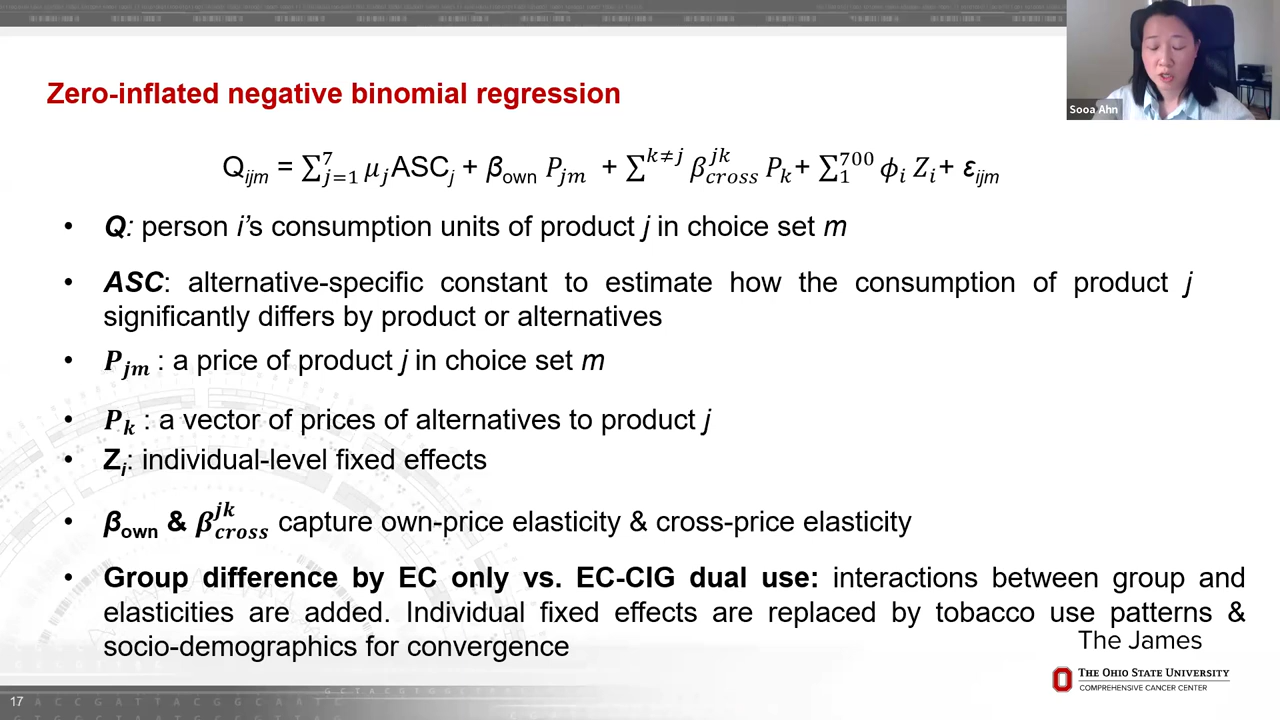 Sooa Ahn
Zero-inflated negative binomial regression
Q_ijm = ∑_{j=1}^{7} μ_j ASC_j + β_own P_jm + ∑^{k≠j} β_cross^{jk} P_k + ∑_1^{700} ϕ_i Z_i + ε_ijm
• Q: person i's consumption units of product j in choice set m
• ASC: alternative-specific constant to estimate how the consumption of product j
significantly differs by product or alternatives
• P_jm : a price of product j in choice set m
• P_k : a vector of prices of alternatives to product j
• Z_i: individual-level fixed effects
• β_own & β_cross^{jk} capture own-price elasticity & cross-price elasticity
• Group difference by EC only vs. EC-CIG dual use: interactions between group and
elasticities are added. Individual fixed effects are replaced by tobacco use patterns &
socio-demographics for convergence
The James
THE OHIO STATE UNIVERSITY
COMPREHENSIVE CANCER CENTER
17